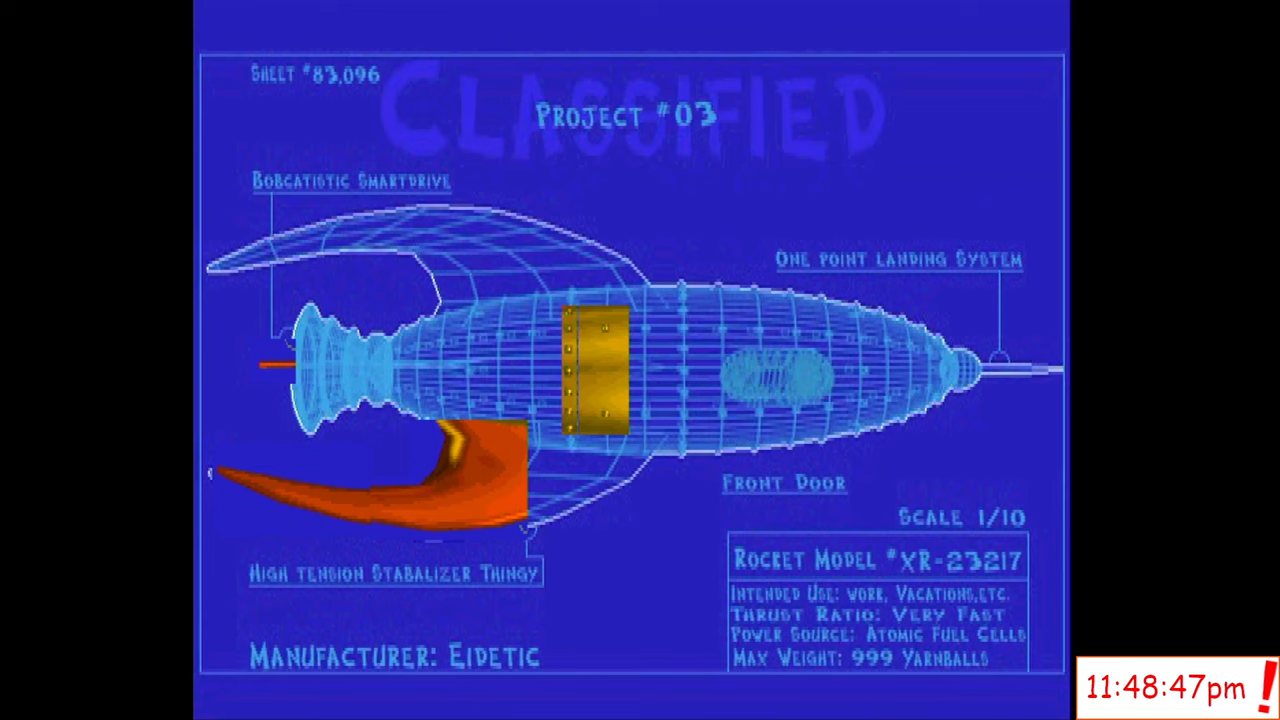 Sheet #83,096
Classified
Project #03
Bobcatistic Smartdrive
One point landing System
Front Door
Scale 1/10
Rocket Model #XR-23217
High tension Stabalizer Thingy
Intended Use: work, Vacations,etc.
Thrust Ratio: Very Fast
Power Source: Atomic Full Cells
Manufacturer: Eidetic
Max Weight: 999 Yarnballs
11:48:47pm !